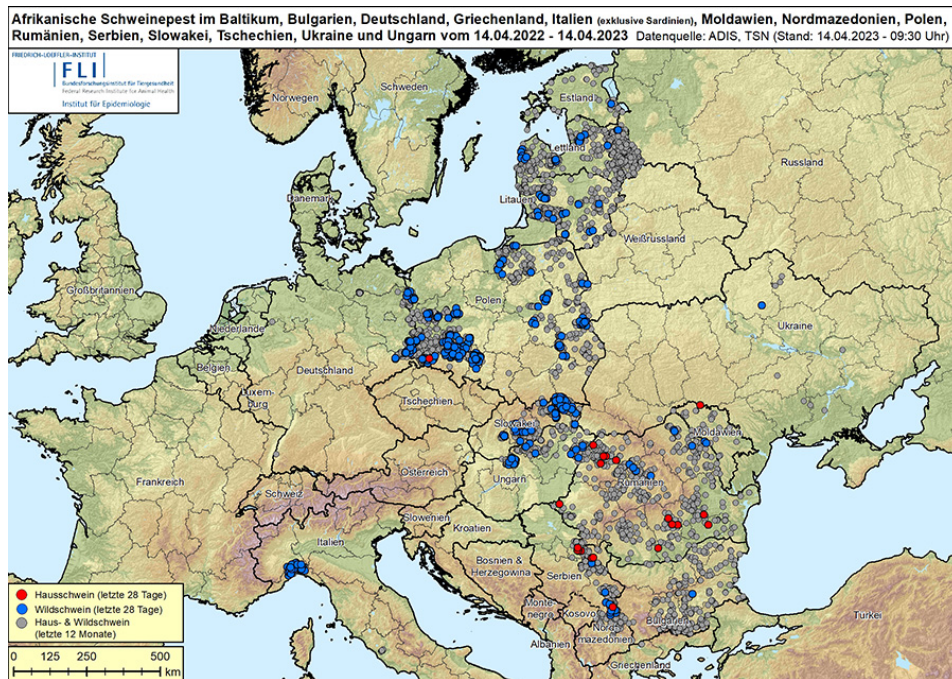 Afrikanische Schweinepest im Baltikum, Bulgarien, Deutschland, Griechenland, Italien (exklusive Sardinien), Moldawien, Nordmazedonien, Polen,
Rumänien, Serbien, Slowakei, Tschechien, Ukraine und Ungarn vom 14.04.2022 - 14.04.2023 Datenquelle: ADIS, TSN (Stand: 14.04.2023 - 09:30 Uhr)
FRIEDRICH-LOEFFLER-INSTITUT
FLI
Bundesforschungsinstitut für Tiergesundheit
Federal Research Institute for Animal Health
Institut für Epidemiologie
Norwegen
Schweden
Estland
Lettland
Russland
Dänemark
Litauen
Weißrussland
Großbritannien
Niederlande
Polen
Ukraine
Belgien
Deutschland
Luxem-
burg
Tschechien
Slowakei
Moldawien
Frankreich
Österreich
Ungarn
Rumänien
Schweiz
Slowenien
Kroatien
Italien
Bosnien &
Herzegowina
Serbien
Monte-
negro
Kosovo
Bulgarien
Nord-
mazedonien
Albanien
Griechenland
Türkei
Hausschwein (letzte 28 Tage)
Wildschwein (letzte 28 Tage)
Haus- & Wildschwein
(letzte 12 Monate)
0 125 250 500
km